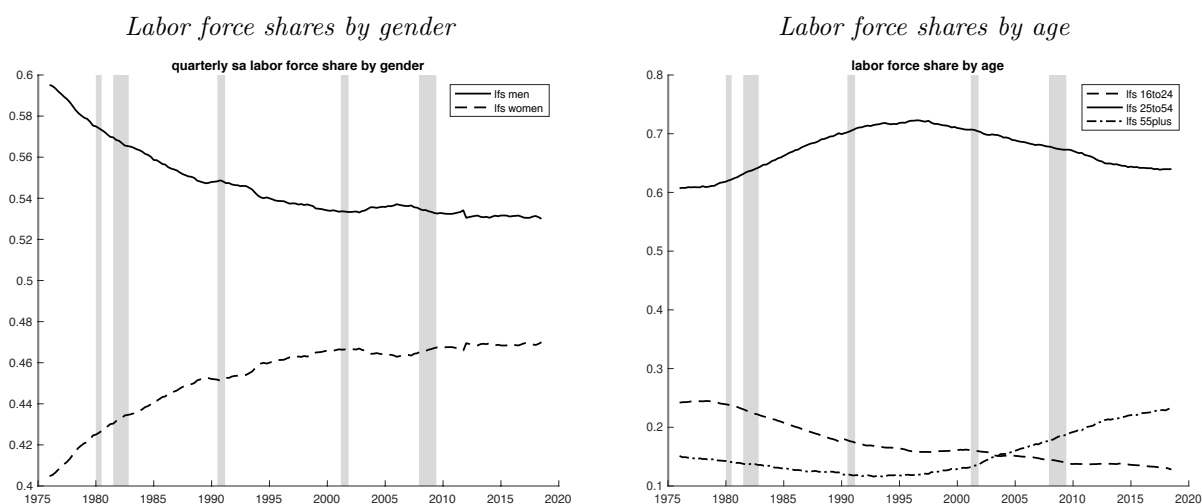 Labor force shares by gender
quarterly sa labor force share by gender
0.6
0.58
0.56
0.54
0.52
0.5
0.48
0.46
0.44
0.42
0.4
1975 1980 1985 1990 1995 2000 2005 2010 2015 2020
lfs men
lfs women
Labor force shares by age
labor force share by age
0.8
0.7
0.6
0.5
0.4
0.3
0.2
0.1
1975 1980 1985 1990 1995 2000 2005 2010 2015 2020
lfs 16to24
lfs 25to54
lfs 55plus